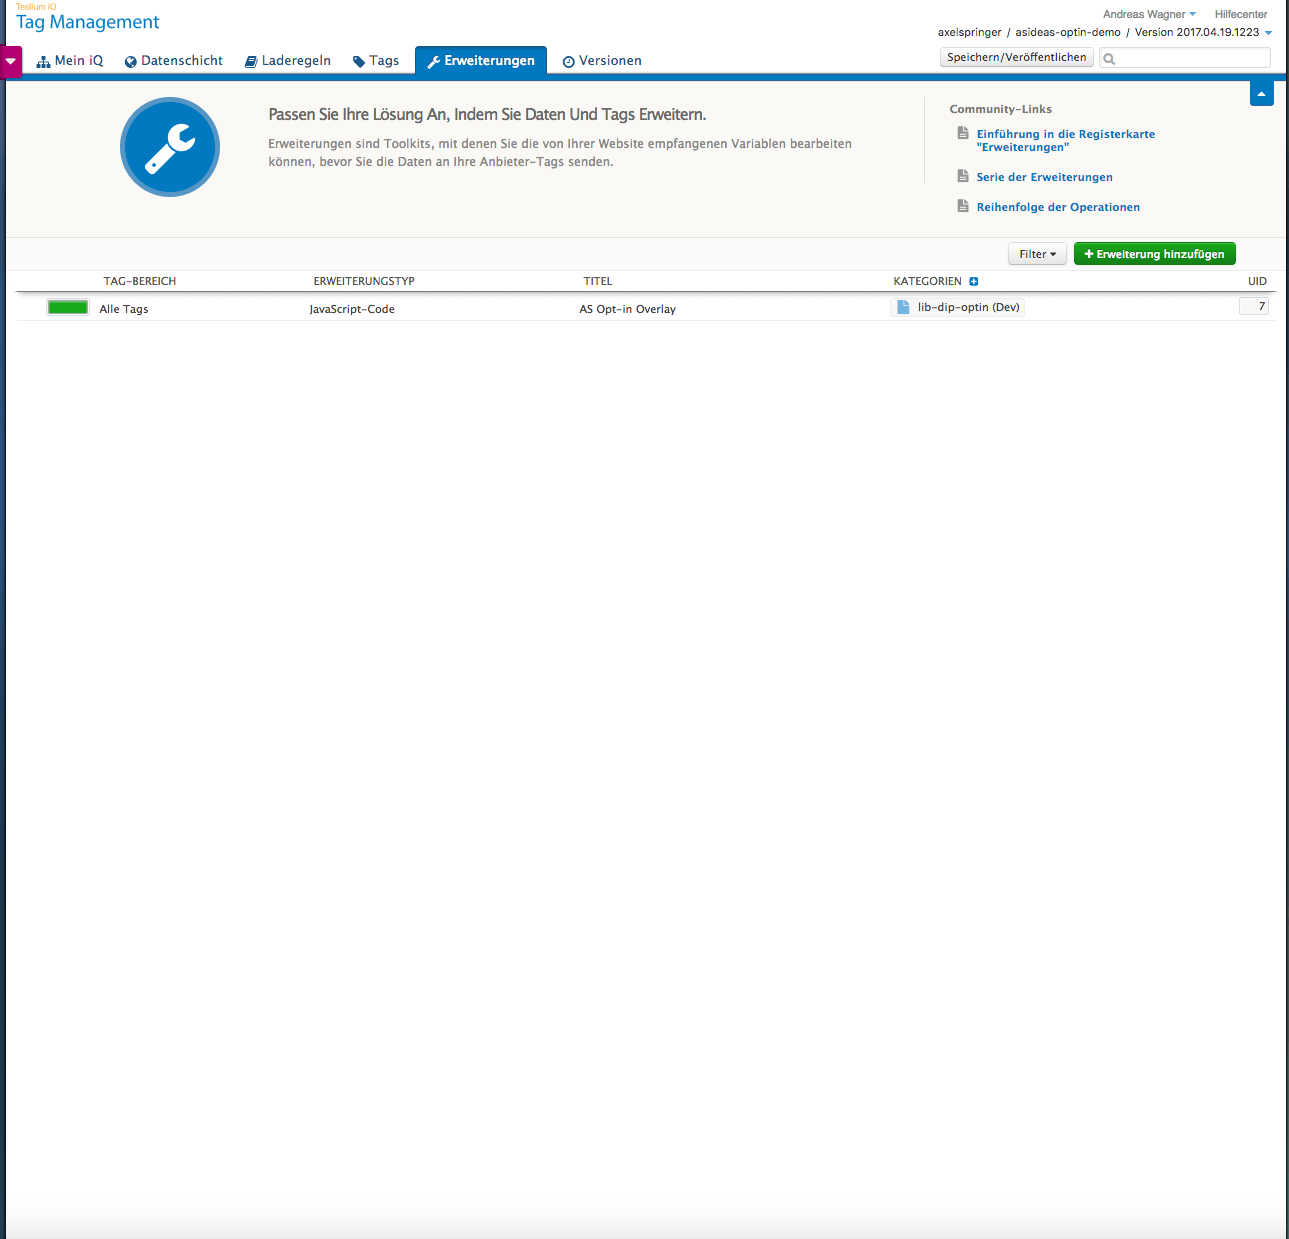 Tealium iQ
Tag Management
Andreas Wagner Hilfecenter
axelspringer / asideas-optin-demo / Version 2017.04.19.1223
Mein iQ Datenschicht Laderegeln Tags Erweiterungen Versionen
Speichern/Veröffentlichen
Passen Sie Ihre Lösung An, Indem Sie Daten Und Tags Erweitern.
Erweiterungen sind Toolkits, mit denen Sie die von Ihrer Website empfangenen Variablen bearbeiten
können, bevor Sie die Daten an Ihre Anbieter-Tags senden.
Community-Links
Einführung in die Registerkarte
"Erweiterungen"
Serie der Erweiterungen
Reihenfolge der Operationen
Filter
Erweiterung hinzufügen
TAG-BEREICH ERWEITERUNGSTYP TITEL KATEGORIEN UID
Alle Tags JavaScript-Code AS Opt-in Overlay lib-dip-optin (Dev) 7